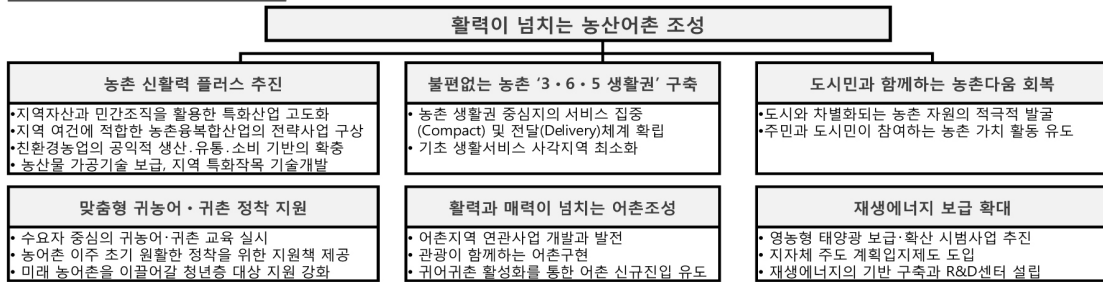 활력이 넘치는 농산어촌 조성
농촌 신활력 플러스 추진
•지역자산과 민간조직을 활용한 특화산업 고도화
•지역 여건에 적합한 농촌융복합산업의 전략사업 구상
•친환경농업의 공익적 생산.유통.소비 기반의 확충
• 농산물 가공기술 보급, 지역 특화작목 기술개발
불편없는 농촌 ‘3・6・5 생활권’ 구축
• 농촌 생활권 중심지의 서비스 집중
(Compact) 및 전달(Delivery)체계 확립
• 기초 생활서비스 사각지역 최소화
도시민과 함께하는 농촌다움 회복
•도시와 차별화되는 농촌 자원의 적극적 발굴
•주민과 도시민이 참여하는 농촌 가치 활동 유도
맞춤형 귀농어・귀촌 정착 지원
• 수요자 중심의 귀농어·귀촌 교육 실시
• 농어촌 이주 초기 원활한 정착을 위한 지원책 제공
• 미래 농어촌을 이끌어갈 청년층 대상 지원 강화
활력과 매력이 넘치는 어촌조성
• 어촌지역 연관사업 개발과 발전
• 관광이 함께하는 어촌구현
• 귀어귀촌 활성화를 통한 어촌 신규진입 유도
재생에너지 보급 확대
• 영농형 태양광 보급·확산 시범사업 추진
• 지자체 주도 계획입지제도 도입
• 재생에너지의 기반 구축과 R&D센터 설립